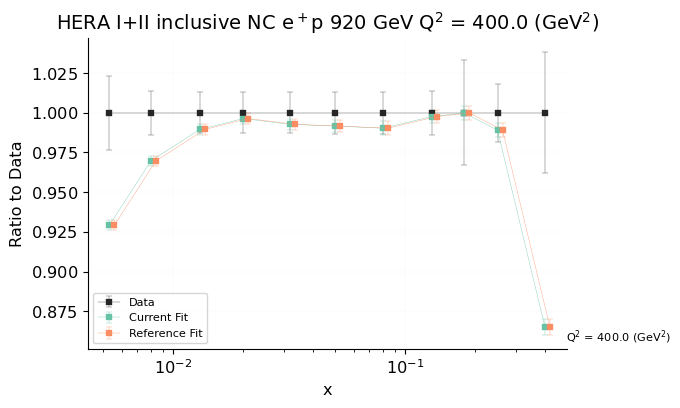 HERA I+II inclusive NC e⁺p 920 GeV Q² = 400.0 (GeV²)
Ratio to Data
1.025
1.000
0.975
0.950
0.925
0.900
0.875
Data
Current Fit
Reference Fit
Q² = 400.0 (GeV²)
10⁻²
10⁻¹
x